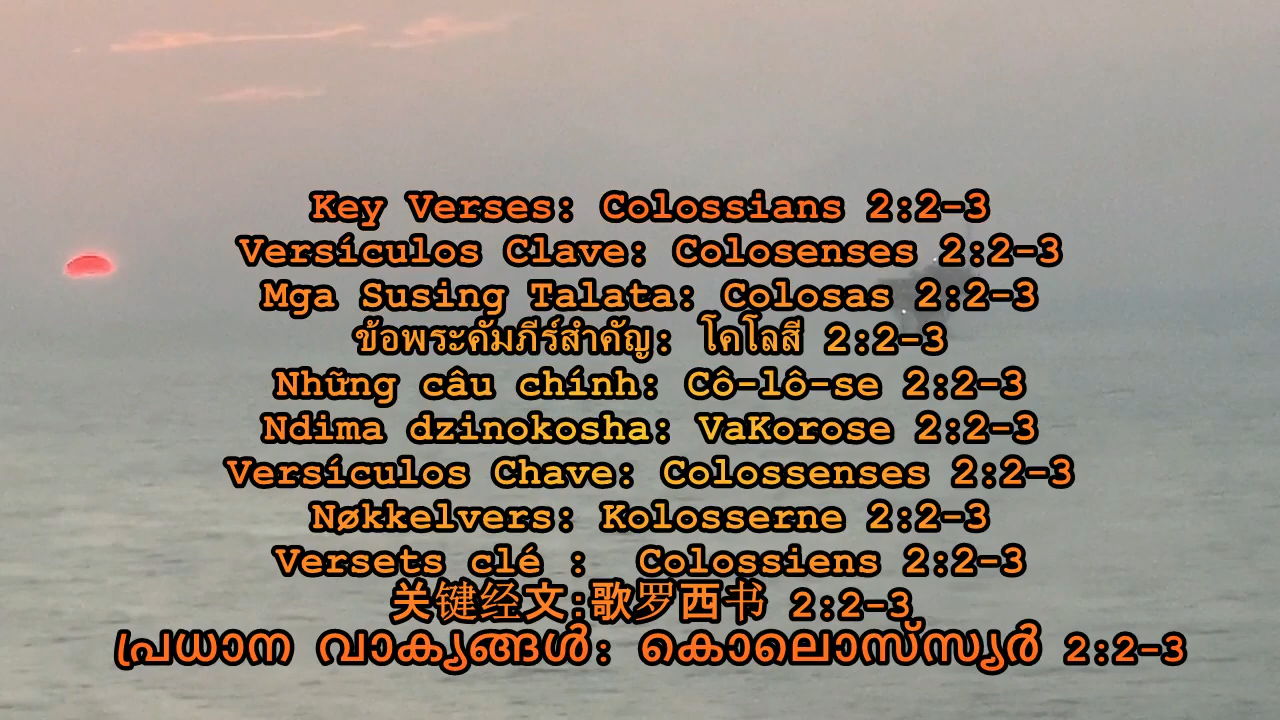 Key Verses: Colossians 2:2-3
Versículos Clave: Colosenses 2:2-3
Mga Susing Talata: Colosas 2:2-3
ข้อพระคัมภีร์สำคัญ: โคโลสี 2:2-3
Những câu chính: Cô-lô-se 2:2-3
Ndima dzinokosha: VaKorose 2:2-3
Versículos Chave: Colossenses 2:2-3
Nøkkelvers: Kolosserne 2:2-3
Versets clé :  Colossiens 2:2-3
关键经文:歌罗西书 2:2-3
പ്രധാന വാക്യങ്ങൾ: കൊലൊസ്സ്യർ 2:2-3